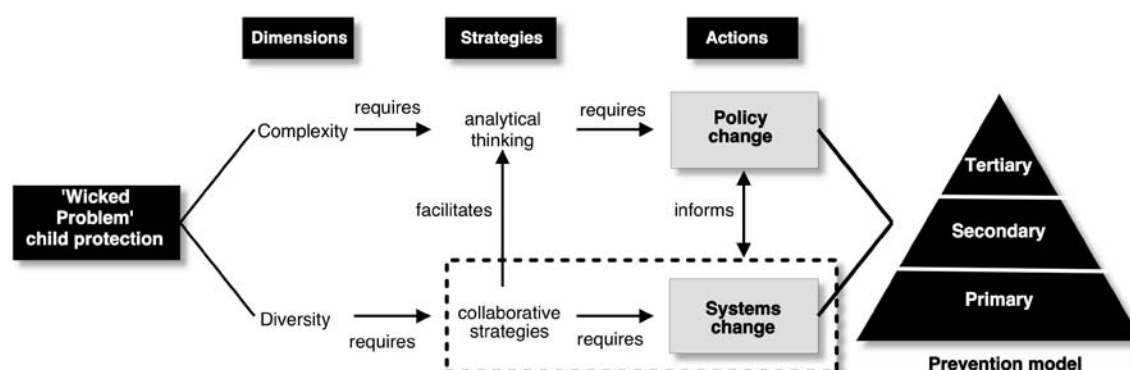 Dimensions
Strategies
Actions
requires
requires
Complexity
analytical
thinking
Policy
change
Tertiary
'Wicked
Problem'
child protection
facilitates
informs
Secondary
Diversity
requires
collaborative
strategies
requires
Systems
change
Primary
Prevention model